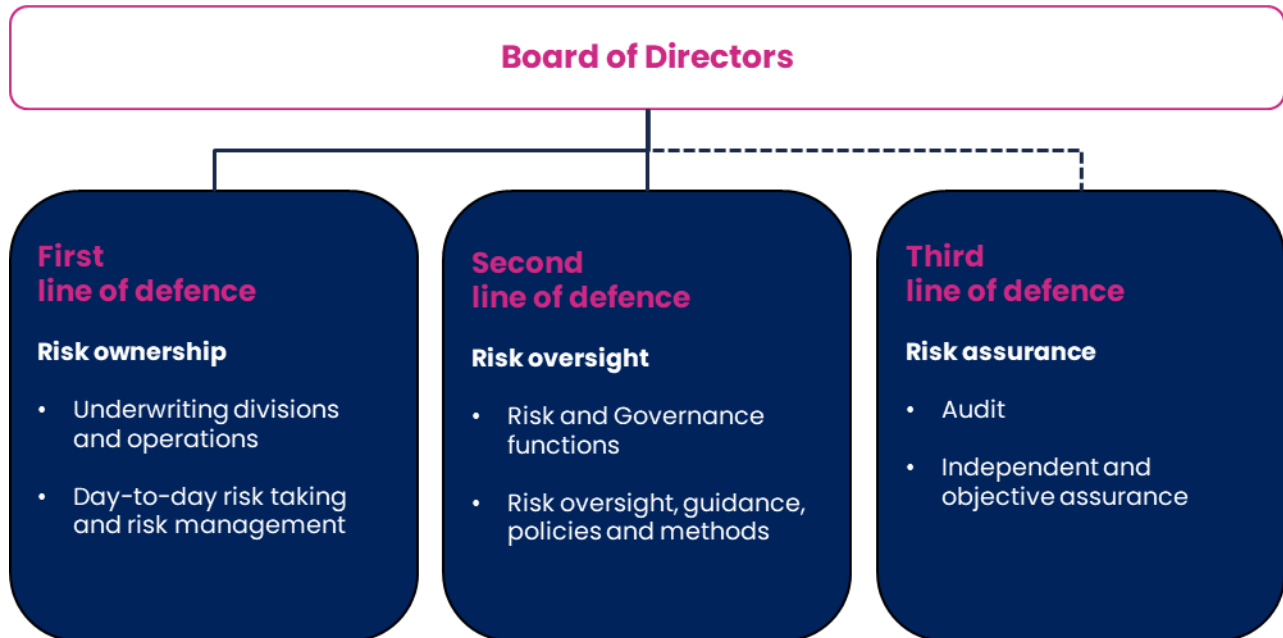 Board of Directors
First
line of defence
Risk ownership
• Underwriting divisions
and operations
• Day-to-day risk taking
and risk management
Second
line of defence
Risk oversight
• Risk and Governance
functions
• Risk oversight, guidance,
policies and methods
Third
line of defence
Risk assurance
• Audit
• Independent and
objective assurance